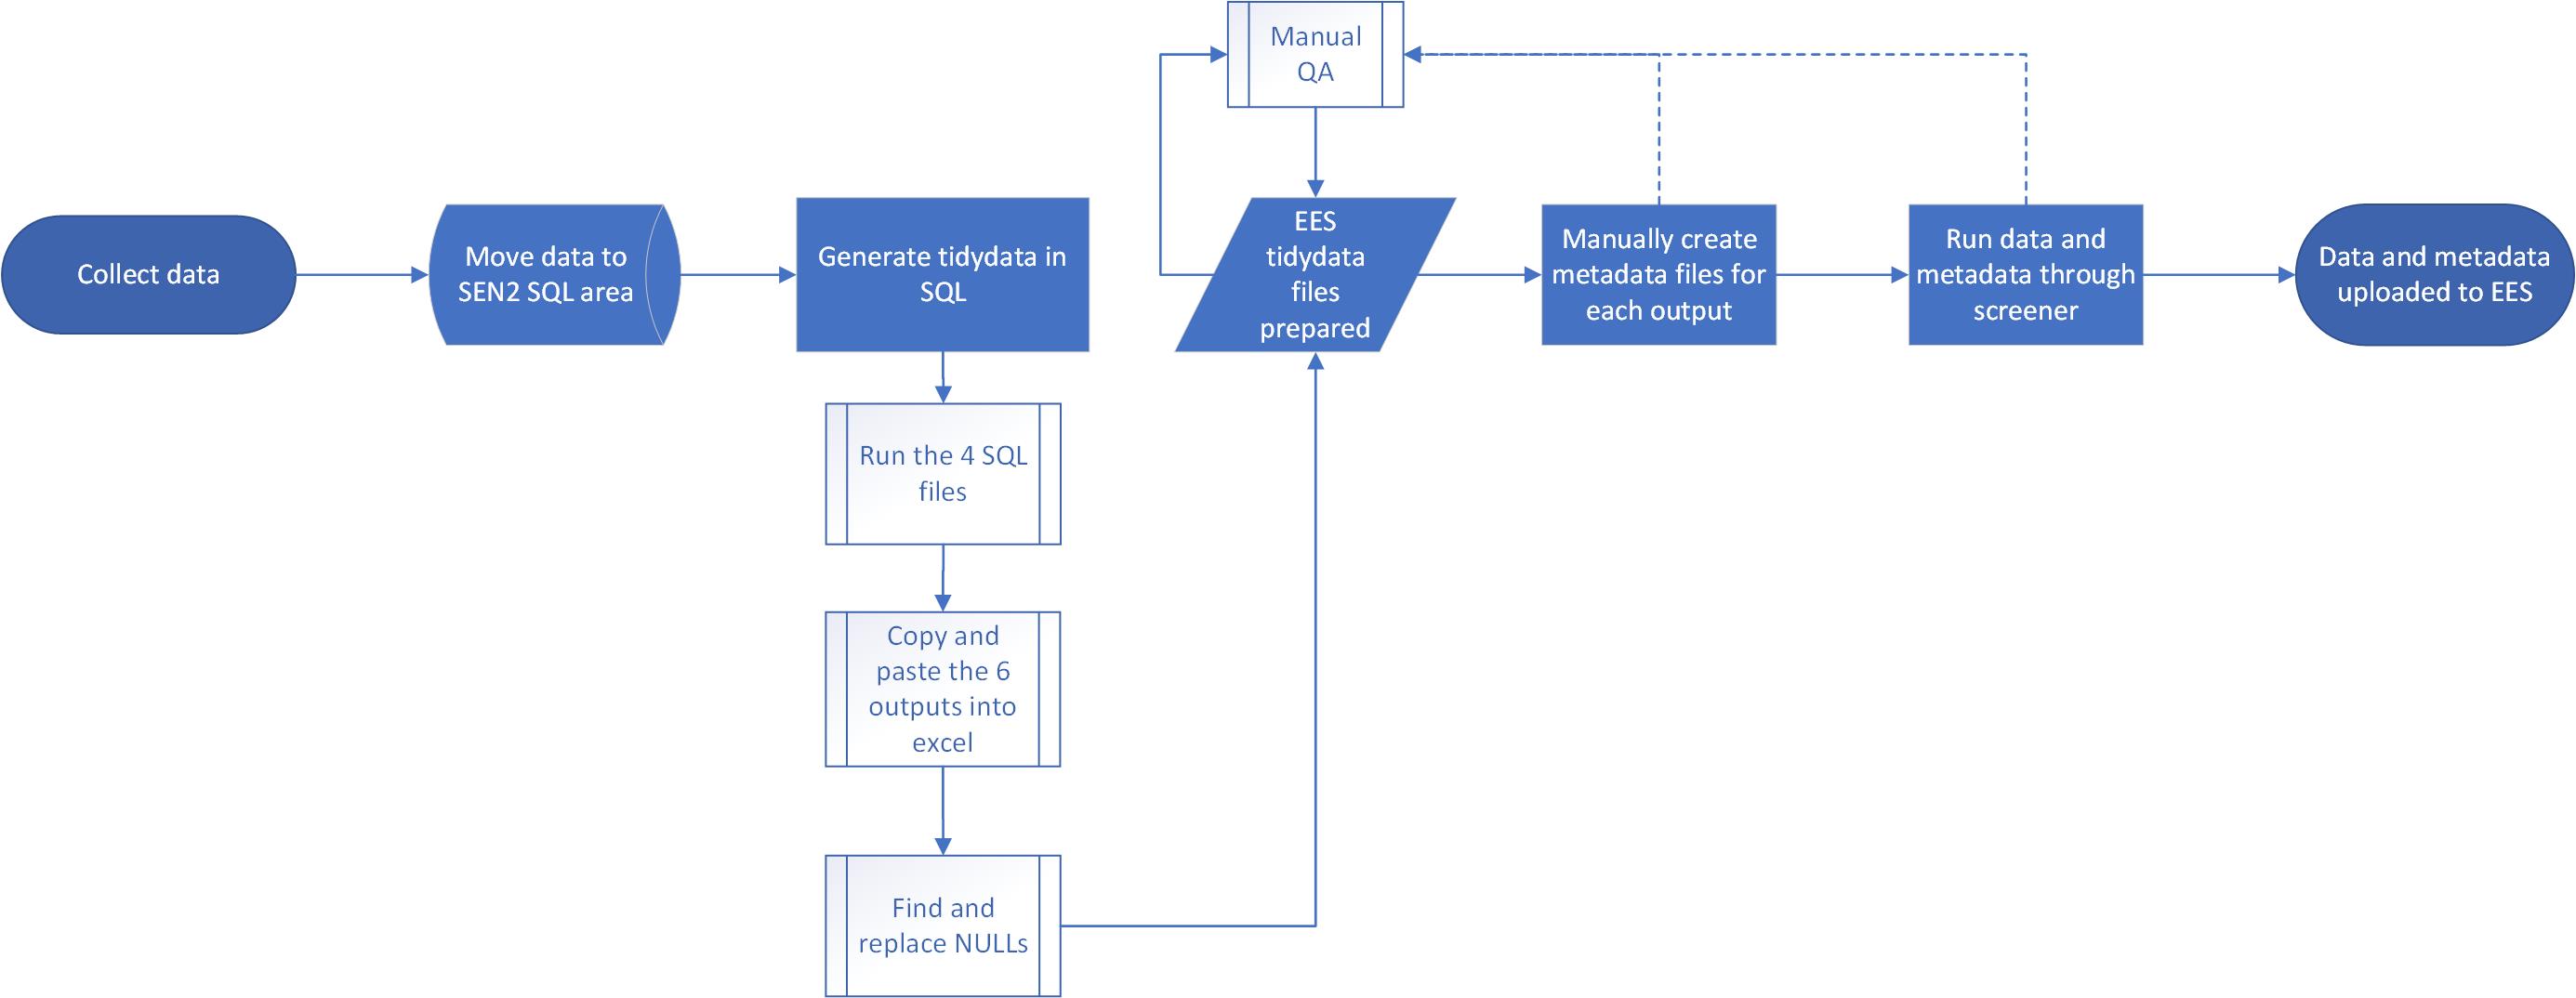 Manual
QA
Collect data
Move data to
SEN2 SQL area
Generate tidydata in
SQL
EES
tidydata
files
prepared
Manually create
metadata files for
each output
Run data and
metadata through
screener
Data and metadata
uploaded to EES
Run the 4 SQL
files
Copy and
paste the 6
outputs into
excel
Find and
replace NULLs